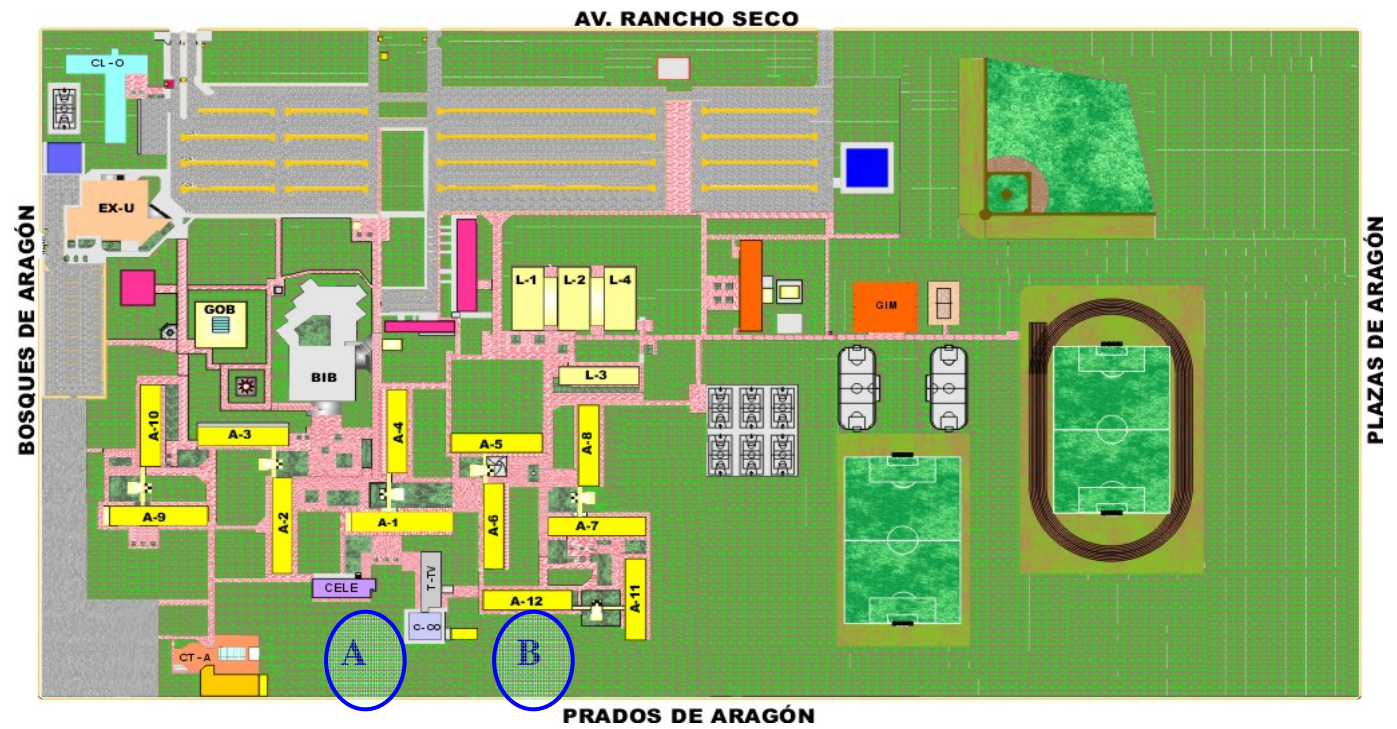 AV. RANCHO SECO
CL-O
EX-U
BOSQUES DE ARAGÓN
PLAZAS DE ARAGÓN
GOB
L-1
L-2
L-4
GIM
BIB
L-3
A-10
A-3
A-4
A-5
A-8
A-9
A-2
A-1
A-6
A-7
CELE
T-TV
A-12
A-11
C-CO
CT-A
A
B
PRADOS DE ARAGÓN